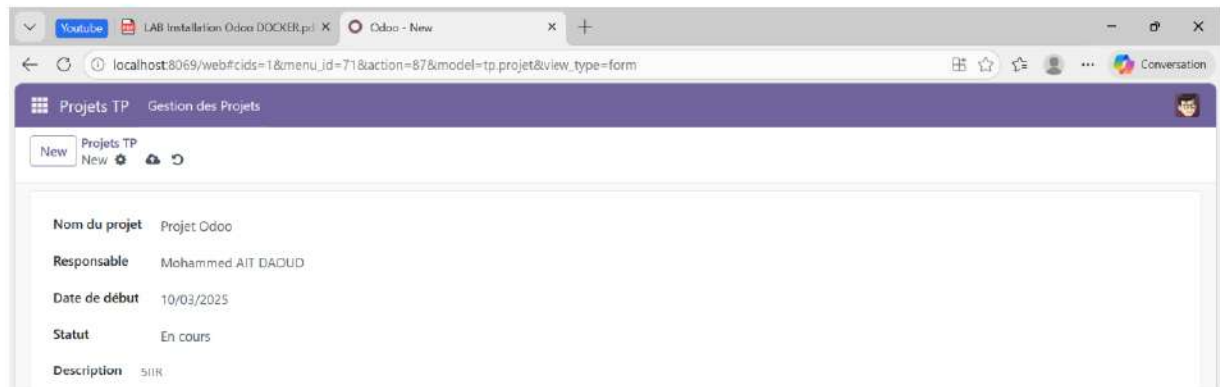 Youtube LAB Installation Odoo DOCKER.pd Odoo - New
localhost:8069/web#cids=1&menu_id=71&action=87&model=tp.projet&view_type=form Conversation
Projets TP Gestion des Projets
New Projets TP
New
Nom du projet Projet Odoo
Responsable Mohammed AIT DAOUD
Date de début 10/03/2025
Statut En cours
Description 5IIR